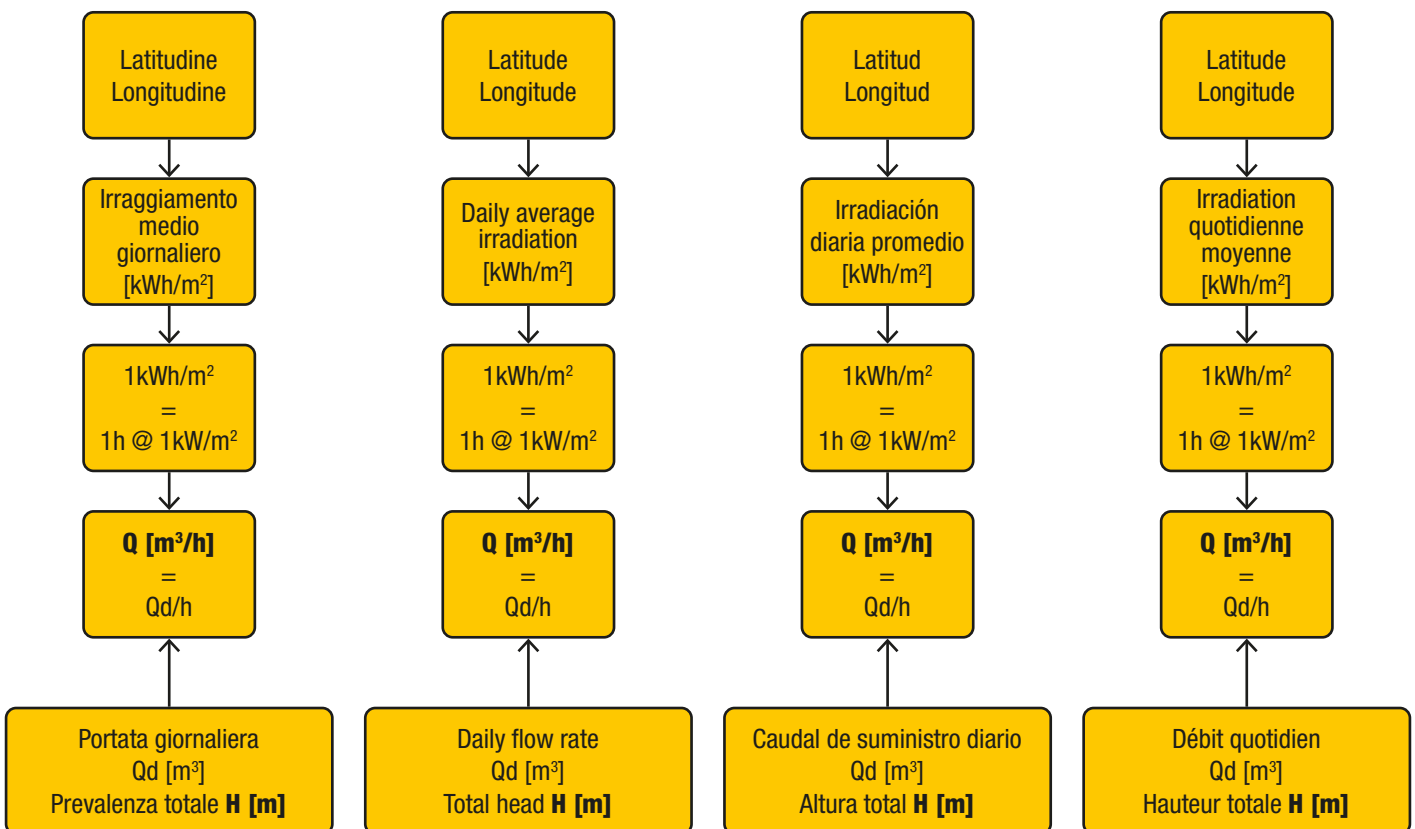 Latitudine
Longitudine
Irraggiamento
medio
giornaliero
[kWh/m²]
1kWh/m²
=
1h @ 1kW/m²
Q [m³/h]
=
Qd/h
Portata giornaliera
Qd [m³]
Prevalenza totale H [m]
Latitude
Longitude
Daily average
irradiation
[kWh/m²]
1kWh/m²
=
1h @ 1kW/m²
Q [m³/h]
=
Qd/h
Daily flow rate
Qd [m³]
Total head H [m]
Latitud
Longitud
Irradiación
diaria promedio
[kWh/m²]
1kWh/m²
=
1h @ 1kW/m²
Q [m³/h]
=
Qd/h
Caudal de suministro diario
Qd [m³]
Altura total H [m]
Latitude
Longitude
Irradiation
quotidienne
moyenne
[kWh/m²]
1kWh/m²
=
1h @ 1kW/m²
Q [m³/h]
=
Qd/h
Débit quotidien
Qd [m³]
Hauteur totale H [m]